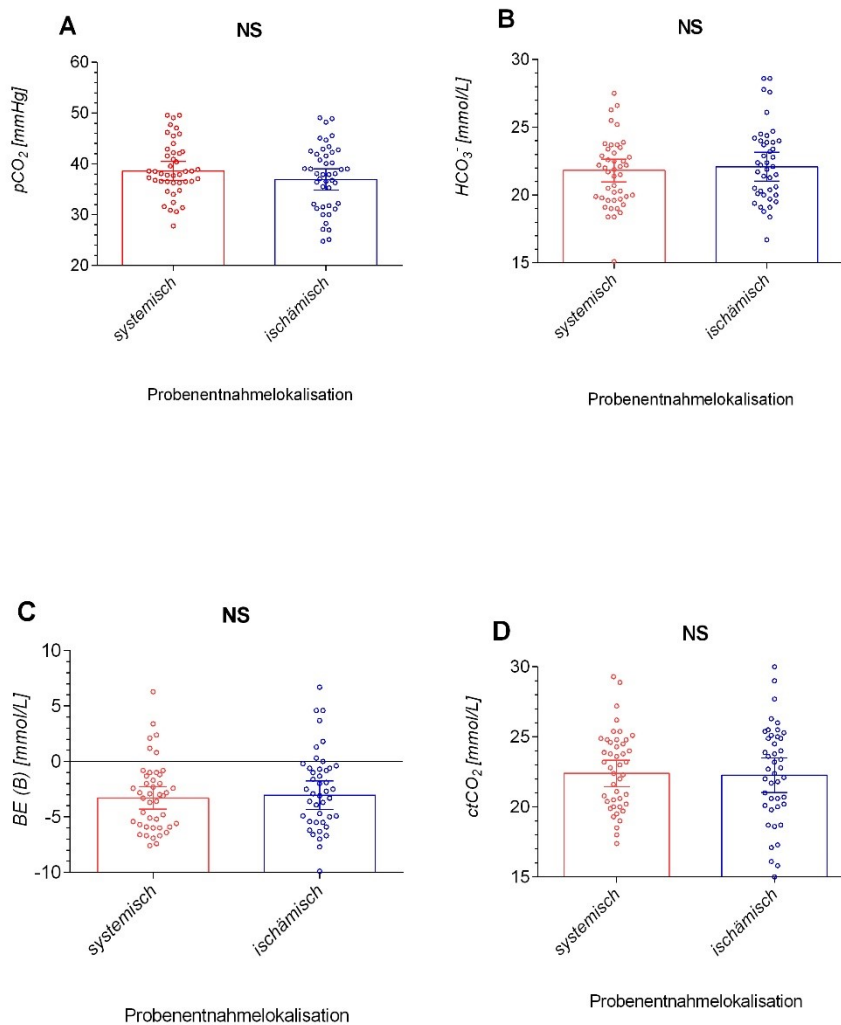 A
NS
pCO₂ [mmHg]
60
50
40
30
20
systemisch
ischämisch
Probenentnahmelokalisation
B
NS
HCO₃⁻ [mmol/L]
30
25
20
15
systemisch
ischämisch
Probenentnahmelokalisation
C
NS
BE (B) [mmol/L]
10
5
0
-5
-10
systemisch
ischämisch
Probenentnahmelokalisation
D
NS
ctCO₂ [mmol/L]
30
25
20
15
systemisch
ischämisch
Probenentnahmelokalisation